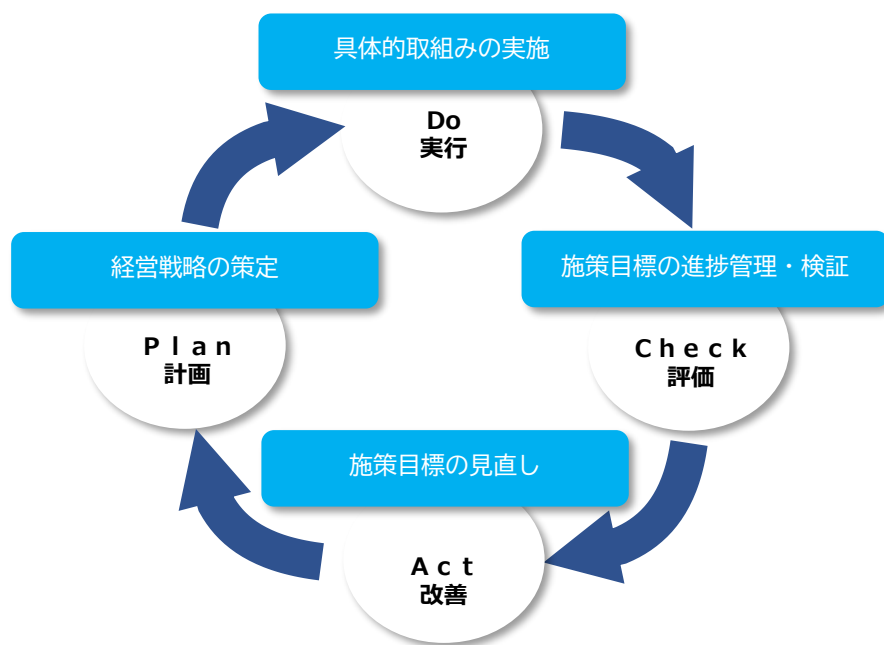 具体的取組みの実施
Do
実行
経営戦略の策定
Ｐｌａｎ
計画
施策目標の進捗管理・検証
Ｃｈｅｃｋ
評価
施策目標の見直し
Ａｃｔ
改善